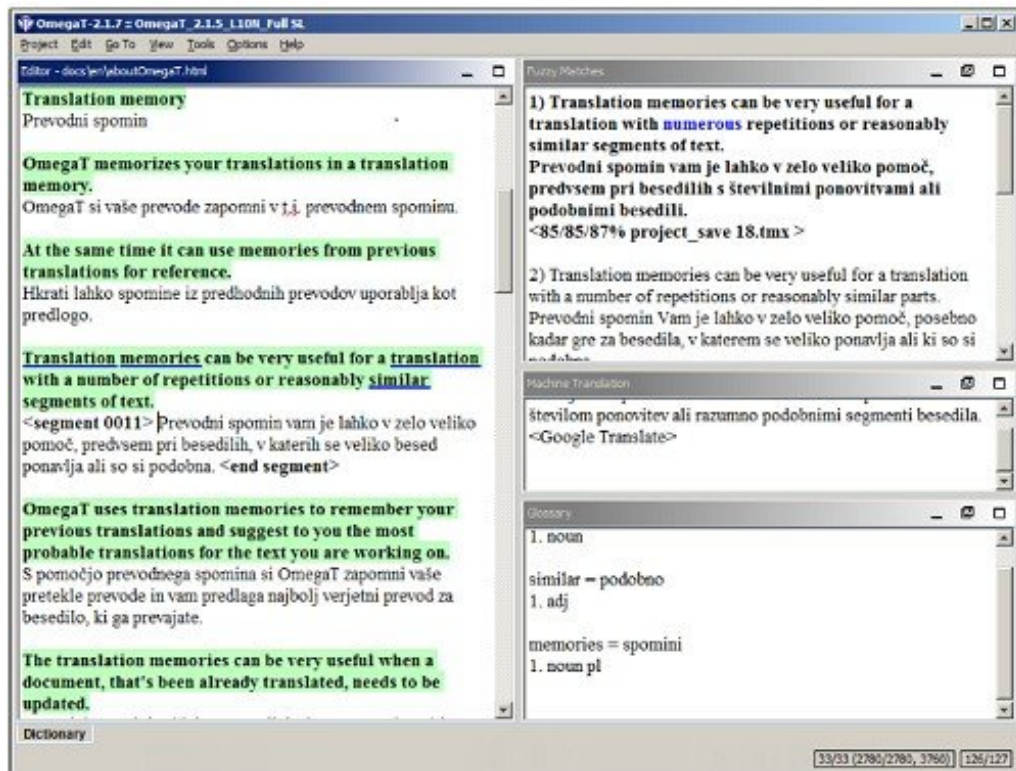 OmegaT-2.1.7 :: OmegaT_2.1.5_L10N_Full SL
Project Edit Go To View Tools Options Help
Editor - docs\en\aboutOmegaT.html
Translation memory
Prevodni spomin
OmegaT memorizes your translations in a translation
memory.
OmegaT si vaše prevode zapomni v t.j. prevodnem spominu.
At the same time it can use memories from previous
translations for reference.
Hkrati lahko spomine iz predhodnih prevodov uporablja kot
predlogo.
Translation memories can be very useful for a translation
with a number of repetitions or reasonably similar
segments of text.
<segment 0011> Prevodni spomin vam je lahko v zelo veliko
pomoč, predvsem pri besedilih, v katerih se veliko besed
ponavlja ali so si podobna. <end segment>
OmegaT uses translation memories to remember your
previous translations and suggest to you the most
probable translations for the text you are working on.
S pomočjo prevodnega spomina si OmegaT zapomni vaše
pretekle prevode in vam predlaga najbolj verjetni prevod za
besedilo, ki ga prevajate.
The translation memories can be very useful when a
document, that's been already translated, needs to be
updated.
Fuzzy Matches
1) Translation memories can be very useful for a
translation with numerous repetitions or reasonably
similar segments of text.
Prevodni spomin vam je lahko v zelo veliko pomoč,
predvsem pri besedilih s številnimi ponovitvami ali
podobnimi besedili.
<85/85/87% project_save 18.tmx >
2) Translation memories can be very useful for a translation
with a number of repetitions or reasonably similar parts.
Prevodni spomin Vam je lahko v zelo veliko pomoč, posebno
kadar gre za besedila, v katerem se veliko ponavlja ali ki so si
Machine Translation
številom ponovitev ali razumno podobnimi segmenti besedila.
<Google Translate>
Glossary
1. noun
similar = podobno
1. adj
memories = spomini
1. noun pl
Dictionary
33/33 (2780/2780, 3760) 126/127